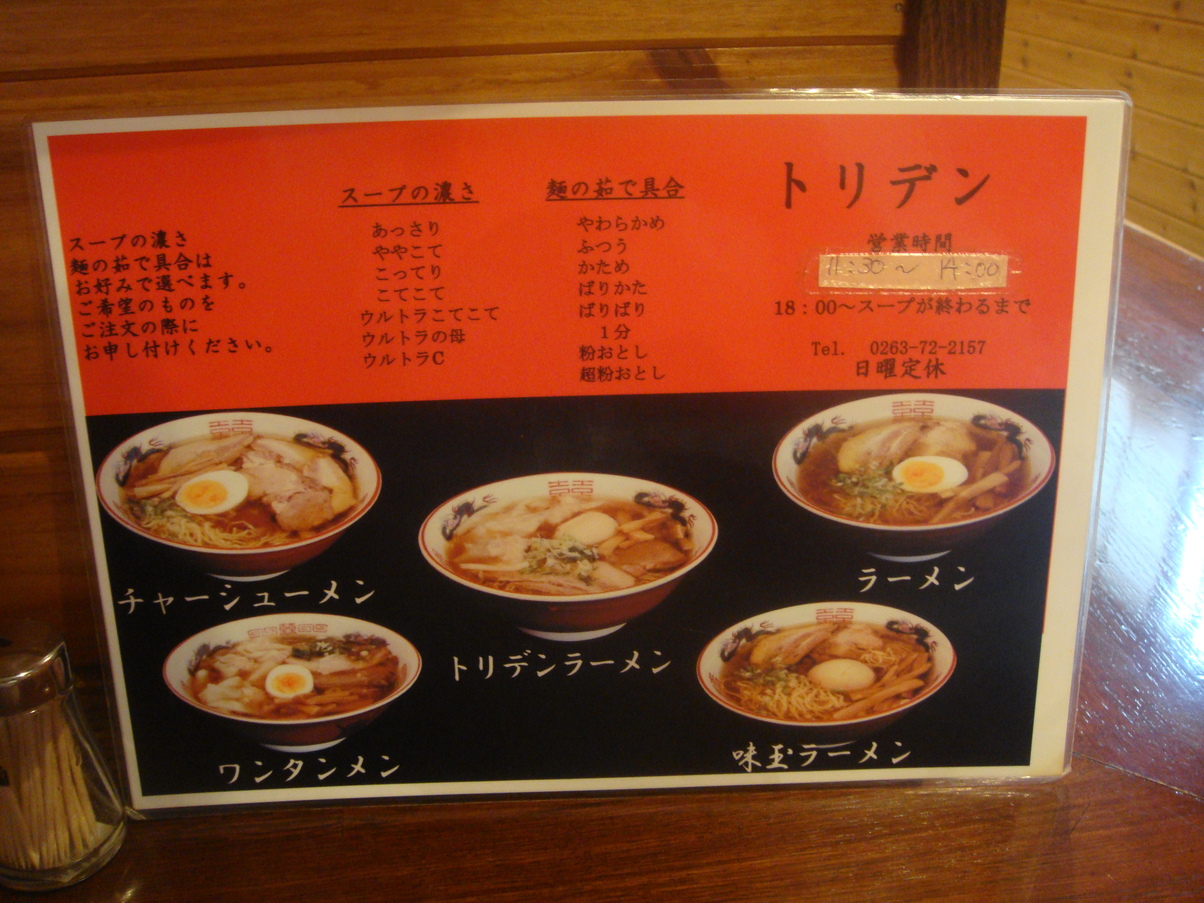 スープの濃さ
麺の茹で具合は
お好みで選べます。
ご希望のものを
ご注文の際に
お申し付けください。
スープの濃さ
あっさり
ややこて
こってり
こてこて
ウルトラこてこて
ウルトラの母
ウルトラC
麺の茹で具合
やわらかめ
ふつう
かため
ばりかた
ばりばり
1分
粉おとし
超粉おとし
トリデン
営業時間
11:30～14:00
18：00～スープが終わるまで
Tel. 0263-72-2157
日曜定休
チャーシューメン
トリデンラーメン
ラーメン
ワンタンメン
味玉ラーメン